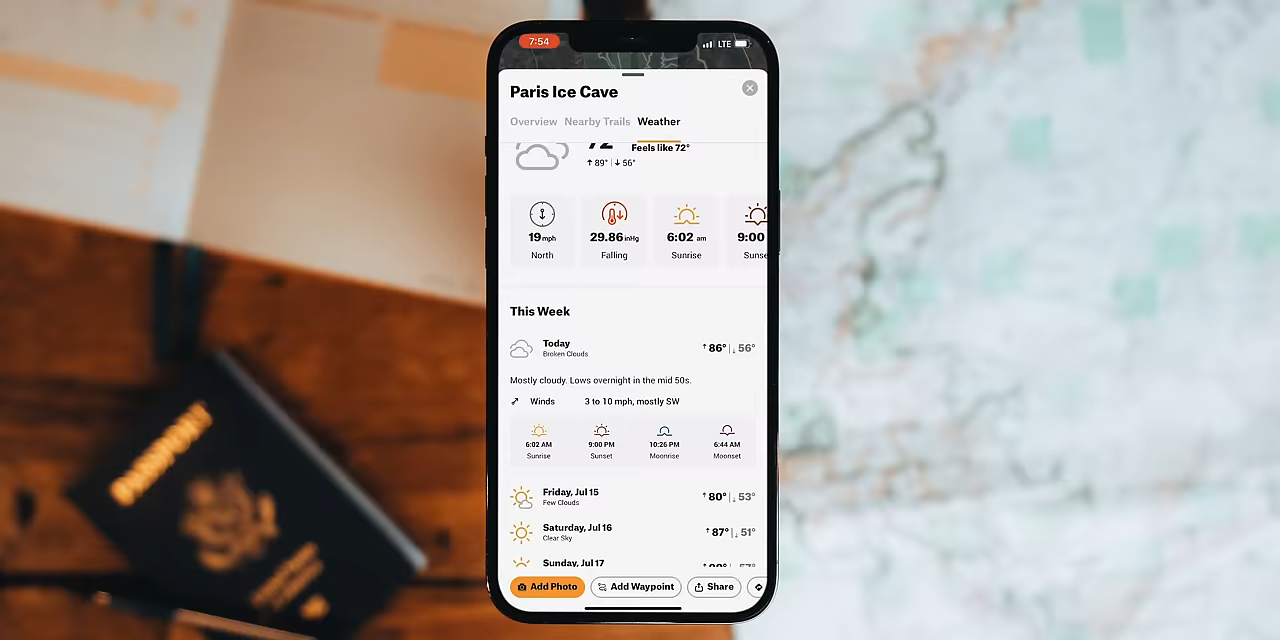 7:54
LTE
Paris Ice Cave
Overview Nearby Trails Weather
72° Feels like 72°
↑ 89° | ↓ 56°
19 mph 29.86 inHg 6:02 am 9:00
North Falling Sunrise Sunse
This Week
Today
Broken Clouds
↑ 86° | ↓ 56°
Mostly cloudy. Lows overnight in the mid 50s.
Winds 3 to 10 mph, mostly SW
6:02 AM 9:00 PM 10:26 PM 6:44 AM
Sunrise Sunset Moonrise Moonset
Friday, Jul 15
Few Clouds
↑ 80° | ↓ 53°
Saturday, Jul 16
Clear Sky
↑ 87° | ↓ 51°
Sunday, Jul 17
Add Photo Add Waypoint Share
PASSPORT